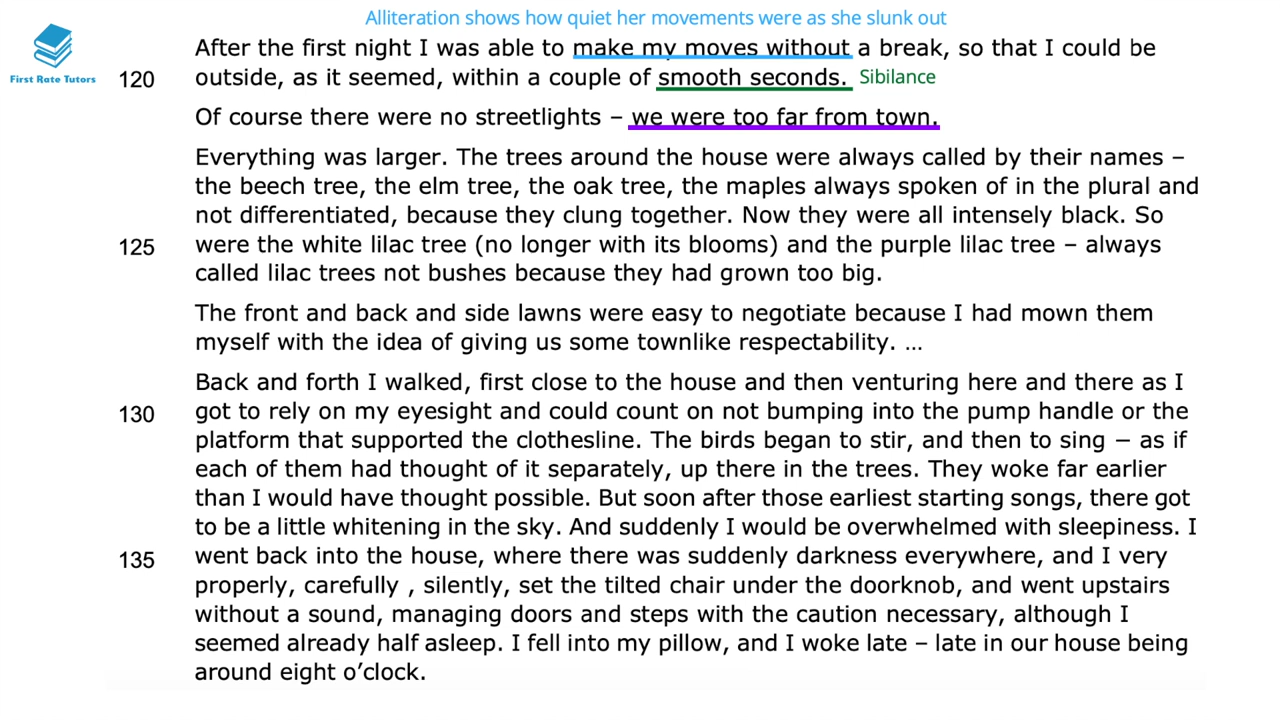 Alliteration shows how quiet her movements were as she slunk out
First Rate Tutors
After the first night I was able to make my moves without a break, so that I could be
120 outside, as it seemed, within a couple of smooth seconds. Sibilance
Of course there were no streetlights – we were too far from town.
Everything was larger. The trees around the house were always called by their names –
the beech tree, the elm tree, the oak tree, the maples always spoken of in the plural and
not differentiated, because they clung together. Now they were all intensely black. So
125 were the white lilac tree (no longer with its blooms) and the purple lilac tree – always
called lilac trees not bushes because they had grown too big.
The front and back and side lawns were easy to negotiate because I had mown them
myself with the idea of giving us some townlike respectability. ...
Back and forth I walked, first close to the house and then venturing here and there as I
130 got to rely on my eyesight and could count on not bumping into the pump handle or the
platform that supported the clothesline. The birds began to stir, and then to sing – as if
each of them had thought of it separately, up there in the trees. They woke far earlier
than I would have thought possible. But soon after those earliest starting songs, there got
to be a little whitening in the sky. And suddenly I would be overwhelmed with sleepiness. I
135 went back into the house, where there was suddenly darkness everywhere, and I very
properly, carefully , silently, set the tilted chair under the doorknob, and went upstairs
without a sound, managing doors and steps with the caution necessary, although I
seemed already half asleep. I fell into my pillow, and I woke late – late in our house being
around eight o’clock.